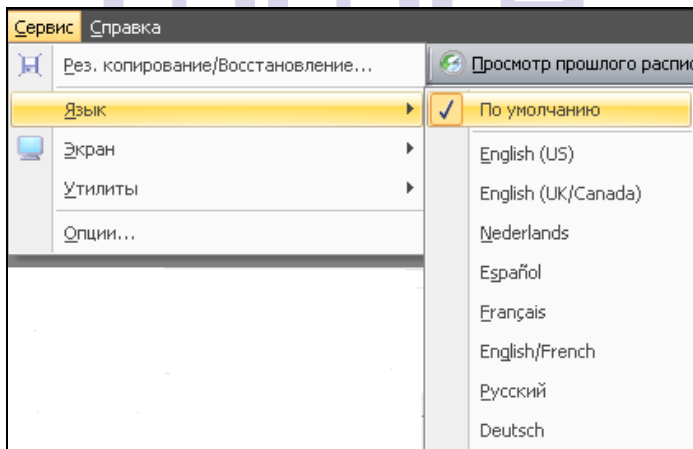 Сервис Справка
Рез. копирование/Восстановление...
Язык
Экран
Утилиты
Опции...
Просмотр прошлого
По умолчанию
English (US)
English (UK/Canada)
Nederlands
Español
Français
English/French
Русский
Deutsch